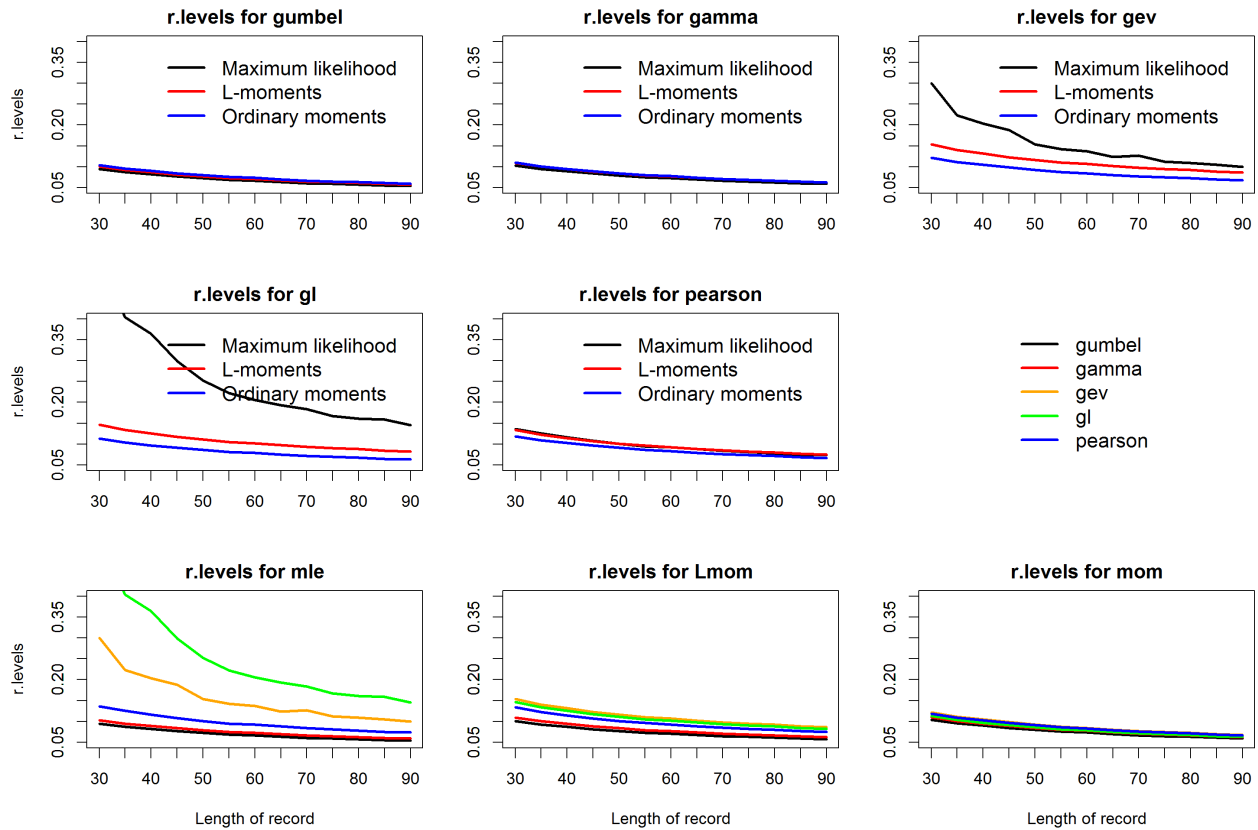 r.levels for gumbel
r.levels
0.05 0.20 0.35
Maximum likelihood
L-moments
Ordinary moments
30 40 50 60 70 80 90
r.levels for gamma
0.05 0.20 0.35
Maximum likelihood
L-moments
Ordinary moments
30 40 50 60 70 80 90
r.levels for gev
0.05 0.20 0.35
Maximum likelihood
L-moments
Ordinary moments
30 40 50 60 70 80 90
r.levels for gl
r.levels
0.05 0.20 0.35
Maximum likelihood
L-moments
Ordinary moments
30 40 50 60 70 80 90
r.levels for pearson
0.05 0.20 0.35
Maximum likelihood
L-moments
Ordinary moments
30 40 50 60 70 80 90
gumbel
gamma
gev
gl
pearson
r.levels for mle
r.levels
0.05 0.20 0.35
30 40 50 60 70 80 90
Length of record
r.levels for Lmom
0.05 0.20 0.35
30 40 50 60 70 80 90
Length of record
r.levels for mom
0.05 0.20 0.35
30 40 50 60 70 80 90
Length of record